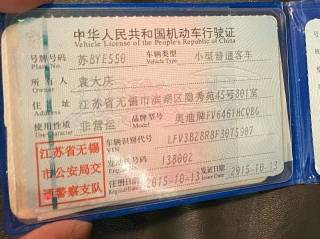 中华人民共和国机动车行驶证
Vehicle License of the People's Republic of China
号牌号码 苏BYE550 车辆类型 小型普通客车
Plate No. Vehicle Type
所有人 袁大庆
Owner
住址 江苏省无锡市滨湖区隐秀苑45号801室
Address
使用性质 非营运 品牌型号 奥迪牌FV6461HCQBG
Use Character Model
车辆识别代号 LFV3B28R8F3075907
VIN
发动机号码 138002
江苏省无锡
市公安局交
通警察支队
注册日期 2015-10-13 发证日期 2015-10-13